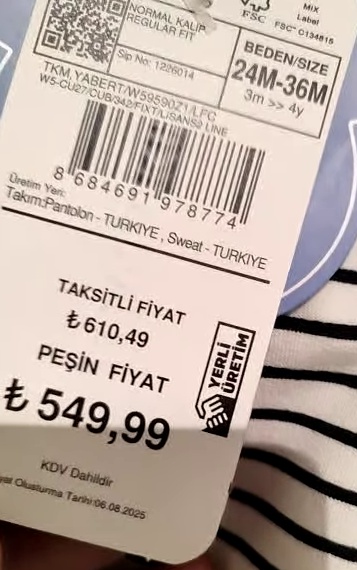 NORMAL KALIP
REGULAR FIT
FSC
MIX
Label
FSC® C134815
Sip No: 1226014
BEDEN/SIZE
24M-36M
3m >> 4y
TKM.YABERT/W59590Z1/LFC
W5-CU27/CUB/342/FIXT/LISANS3 LINE
8 684691 978774
Üretim Yeri:
Takım:Pantolon - TURKIYE , Sweat - TURKIYE
TAKSİTLİ FİYAT
₺610,49
PEŞİN FİYAT
₺549,99
YERLİ
ÜRETİM
KDV Dahildir
Oluşturma Tarihi:06.08.2025